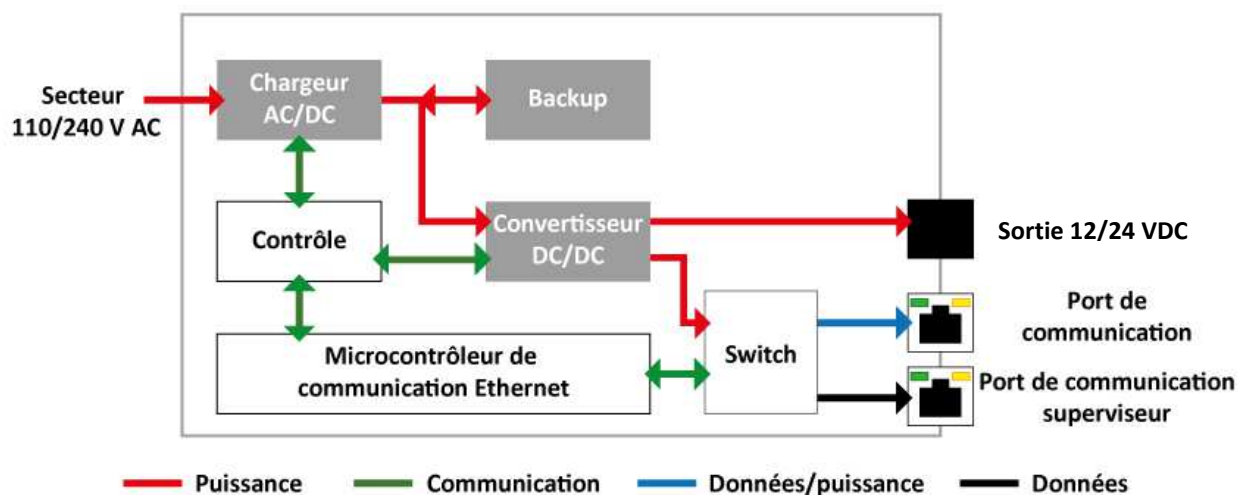 Secteur
110/240 V AC
Chargeur
AC/DC
Backup
Contrôle
Convertisseur
DC/DC
Sortie 12/24 VDC
Port de
communication
Switch
Microcontrôleur de
communication Ethernet
Port de communication
superviseur
Puissance
Communication
Données/puissance
Données